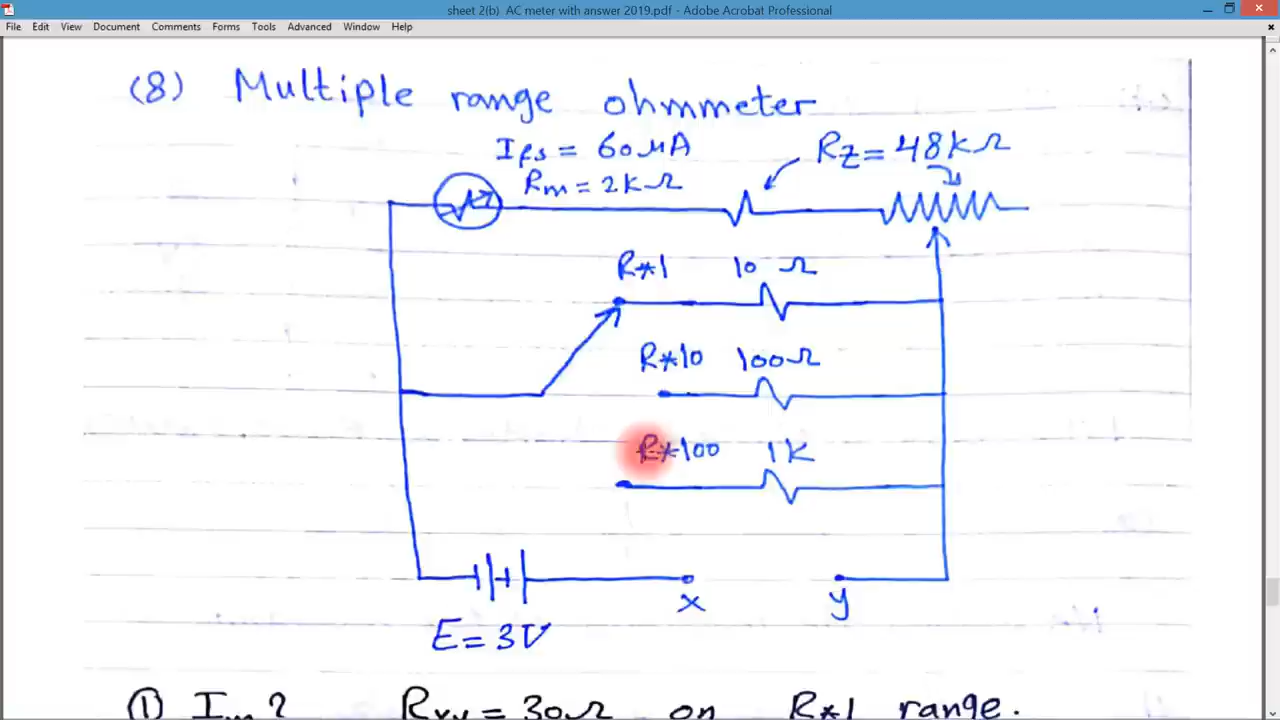 sheet 2(b) AC meter with answer 2019.pdf - Adobe Acrobat Professional
File Edit View Document Comments Forms Tools Advanced Window Help
(8) Multiple range ohmmeter
Ifs = 60 μA
Rm = 2kΩ
Rz = 48kΩ
R*1 10 Ω
R*10 100Ω
R*100 1K
x y
E = 3V
① Im ? Rxy = 30Ω on R*1 range.